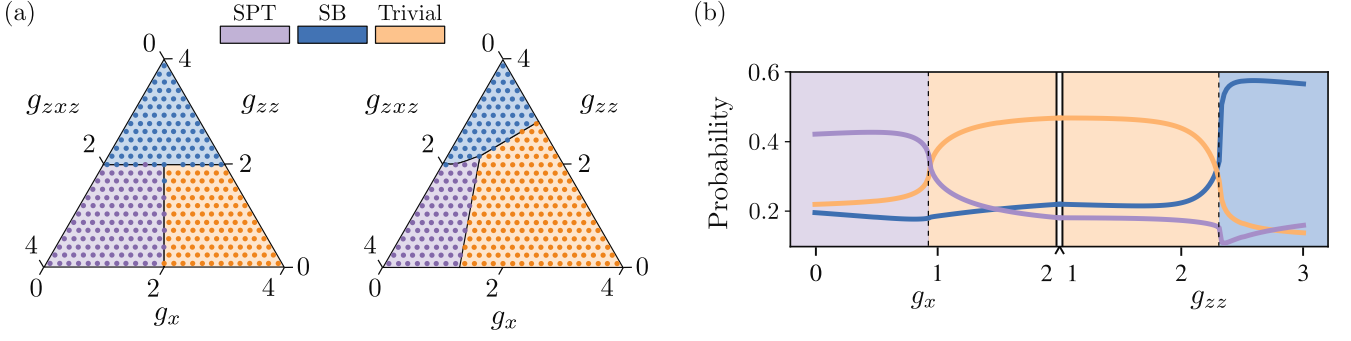 (a)
SPT SB Trivial
0 4
g_{zxz} g_{zz}
2 2
4 0
0 2 4
g_x
0 4
g_{zxz} g_{zz}
2 2
4 0
0 2 4
g_x
(b)
Probability
0.6
0.4
0.2
0 1 2 1 2 3
g_x g_{zz}